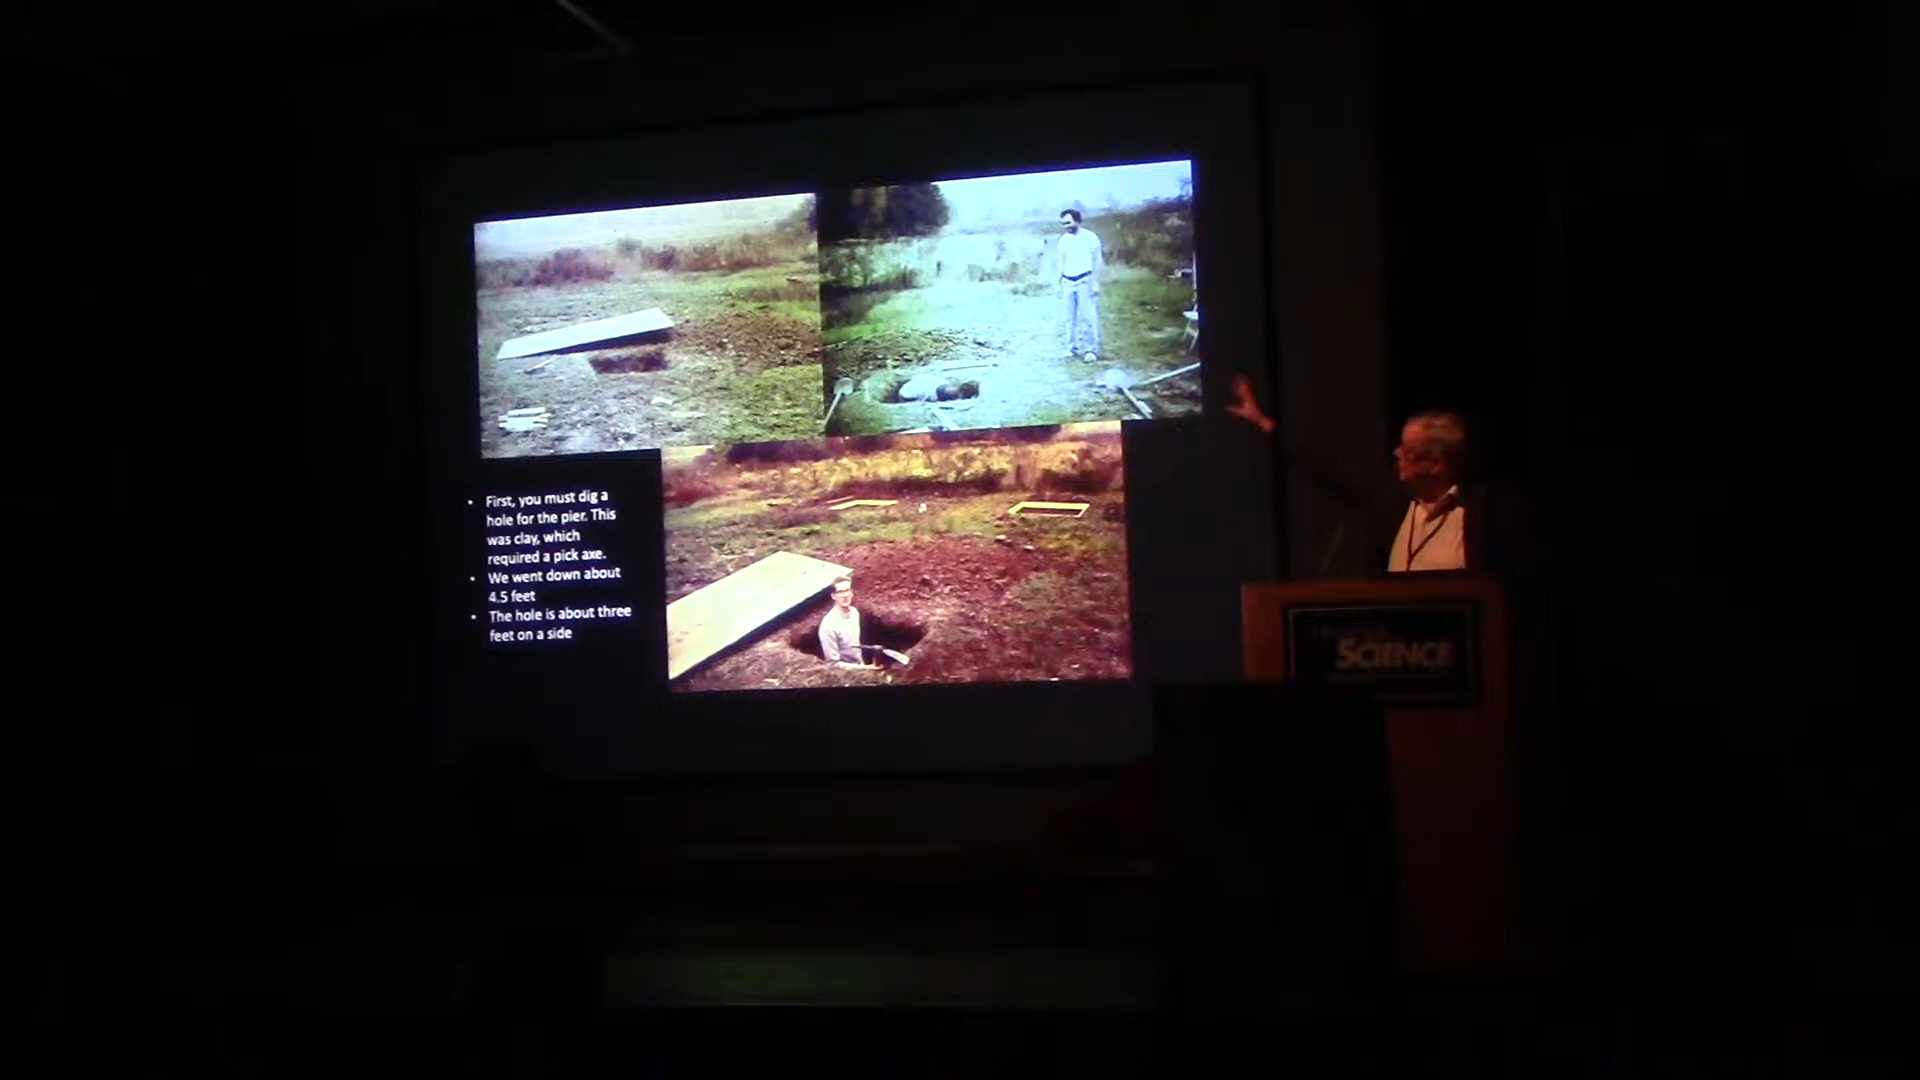 • First, you must dig a
hole for the pier. This
was clay, which
required a pick axe.
• We went down about
4.5 feet
• The hole is about three
feet on a side
SCIENCE